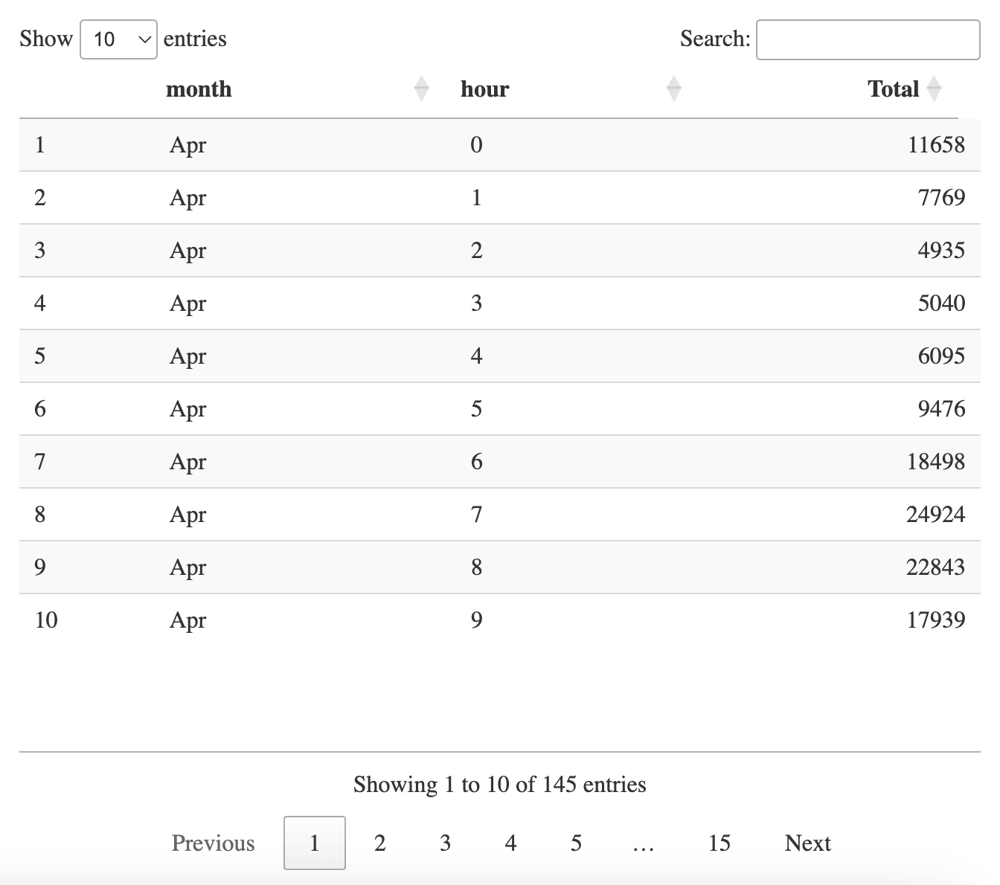 Show 10 entries Search:
month hour Total
1 Apr 0 11658
2 Apr 1 7769
3 Apr 2 4935
4 Apr 3 5040
5 Apr 4 6095
6 Apr 5 9476
7 Apr 6 18498
8 Apr 7 24924
9 Apr 8 22843
10 Apr 9 17939
Showing 1 to 10 of 145 entries
Previous 1 2 3 4 5 … 15 Next